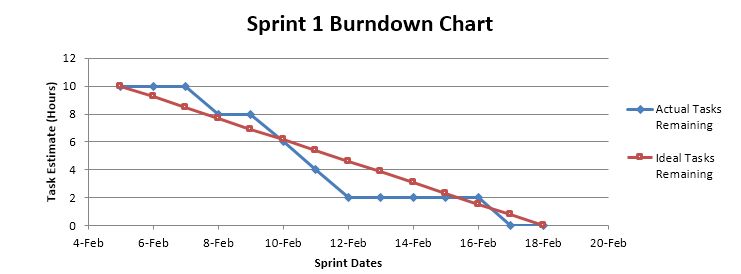 Sprint 1 Burndown Chart
12
10
8
6
4
2
0
Task Estimate (Hours)
4-Feb 6-Feb 8-Feb 10-Feb 12-Feb 14-Feb 16-Feb 18-Feb 20-Feb
Sprint Dates
Actual Tasks
Remaining
Ideal Tasks
Remaining